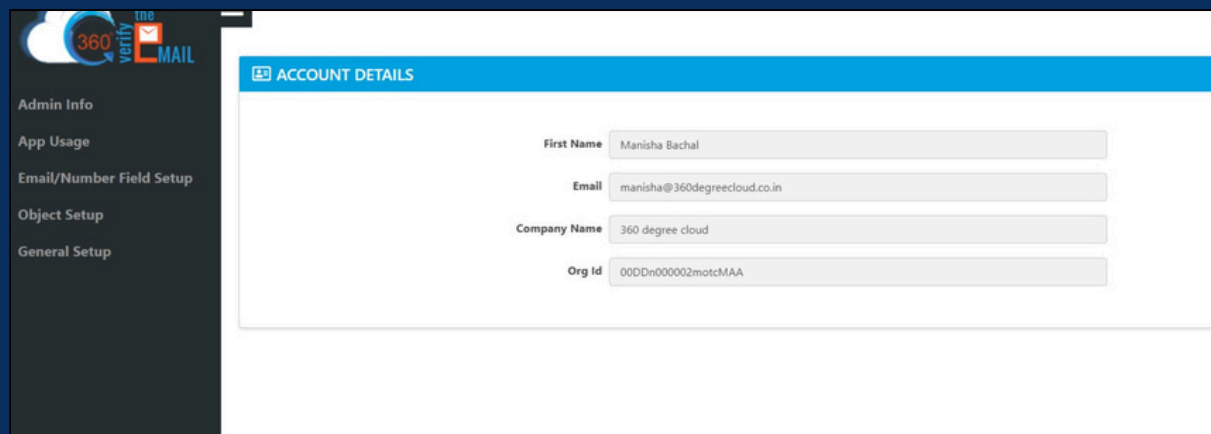 the
360°
verify
EMAIL
Admin Info
App Usage
Email/Number Field Setup
Object Setup
General Setup
ACCOUNT DETAILS
First Name Manisha Bachal
Email manisha@360degreecloud.co.in
Company Name 360 degree cloud
Org Id 00DDn000002motcMAA